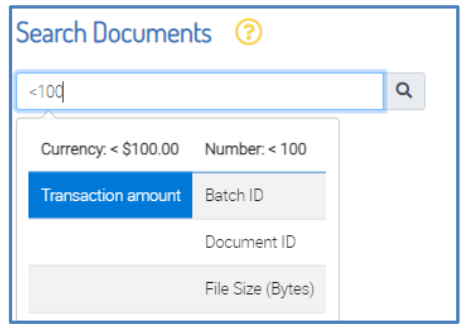 Search Documents ?
<100
Currency: < $100.00 Number: < 100
Transaction amount Batch ID
Document ID
File Size (Bytes)